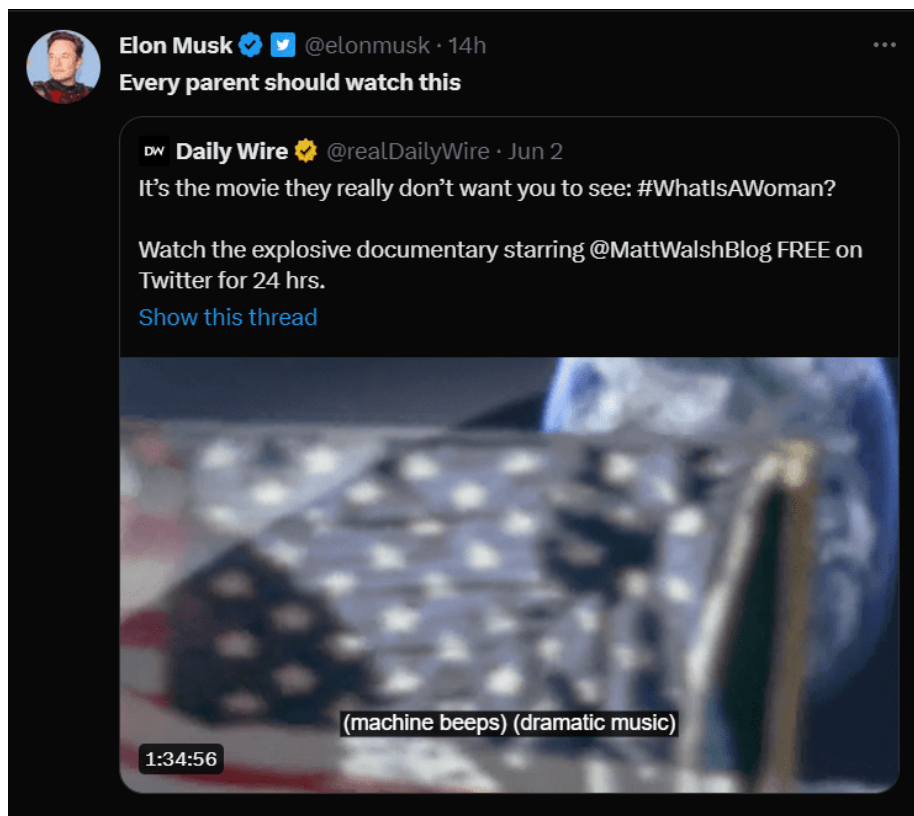 Elon Musk @elonmusk · 14h
Every parent should watch this
DW Daily Wire @realDailyWire · Jun 2
It’s the movie they really don’t want you to see: #WhatIsAWoman?
Watch the explosive documentary starring @MattWalshBlog FREE on
Twitter for 24 hrs.
Show this thread
(machine beeps) (dramatic music)
1:34:56